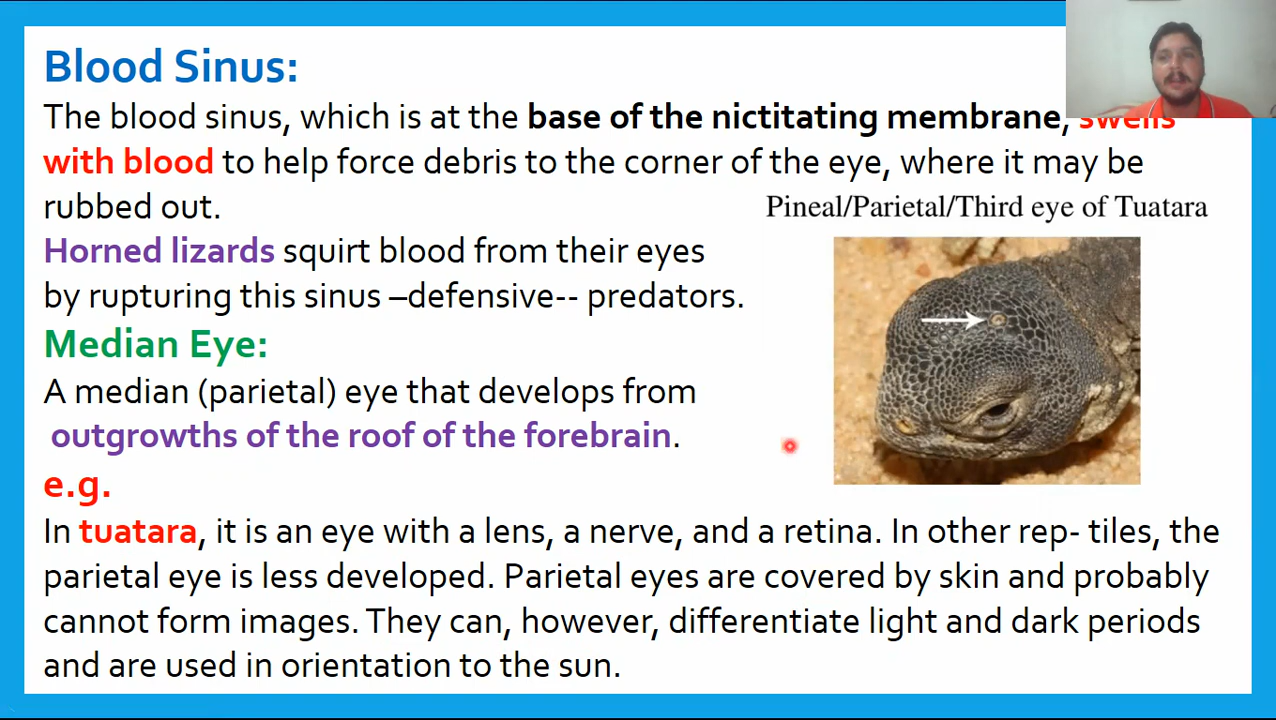 Blood Sinus:
The blood sinus, which is at the base of the nictitating membrane, swells
with blood to help force debris to the corner of the eye, where it may be
rubbed out.
Pineal/Parietal/Third eye of Tuatara
Horned lizards squirt blood from their eyes
by rupturing this sinus –defensive-- predators.
Median Eye:
A median (parietal) eye that develops from
outgrowths of the roof of the forebrain.
e.g.
In tuatara, it is an eye with a lens, a nerve, and a retina. In other rep- tiles, the
parietal eye is less developed. Parietal eyes are covered by skin and probably
cannot form images. They can, however, differentiate light and dark periods
and are used in orientation to the sun.